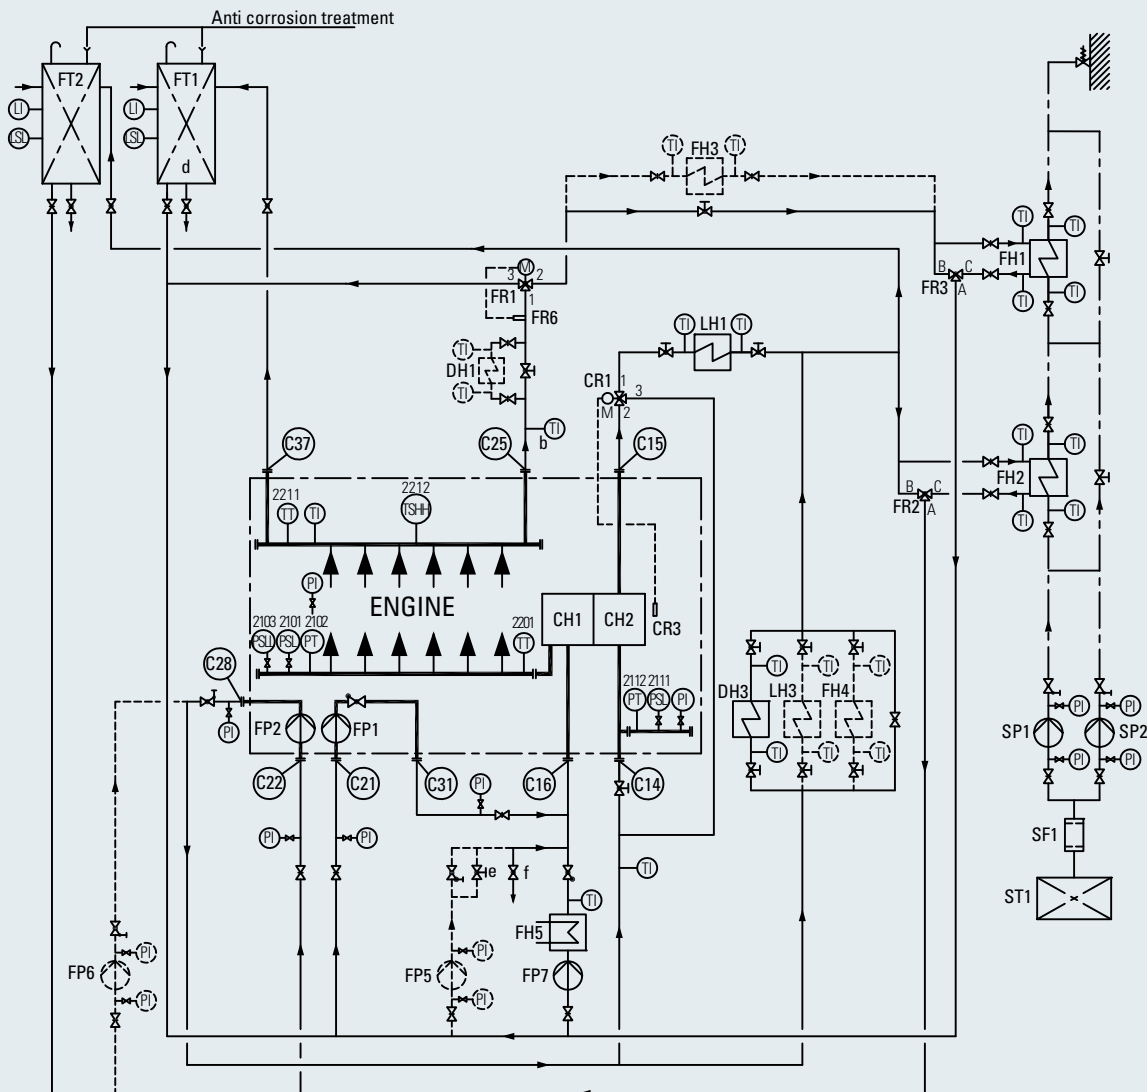 Anti corrosion treatment
FT2
FT1
LI
LI
LSL
LSL
d
TI
FH3
TI
M
3
2
FR1
1
FR6
TI
TI
FH1
B
C
FR3
A
TI
TI
TI
LH1
TI
TI
DH1
TI
CR1
1
3
M
2
TI
b
C37
C25
C15
TI
TI
FH2
B
C
FR2
A
TI
TI
2211
2212
TT
TI
TSHH
PI
ENGINE
CH1
CH2
CR3
2103
2101
2102
2201
PSLL
PSL
PT
TT
C28
2112
2111
PT
PSL
PI
PI
FP2
FP1
DH3
TI
LH3
TI
FH4
TI
TI
TI
TI
PI
PI
SP1
SP2
PI
PI
C22
C21
C31
C16
C14
PI
PI
PI
SF1
e
f
TI
TI
ST1
FH5
FP6
PI
PI
FP5
PI
PI
FP7